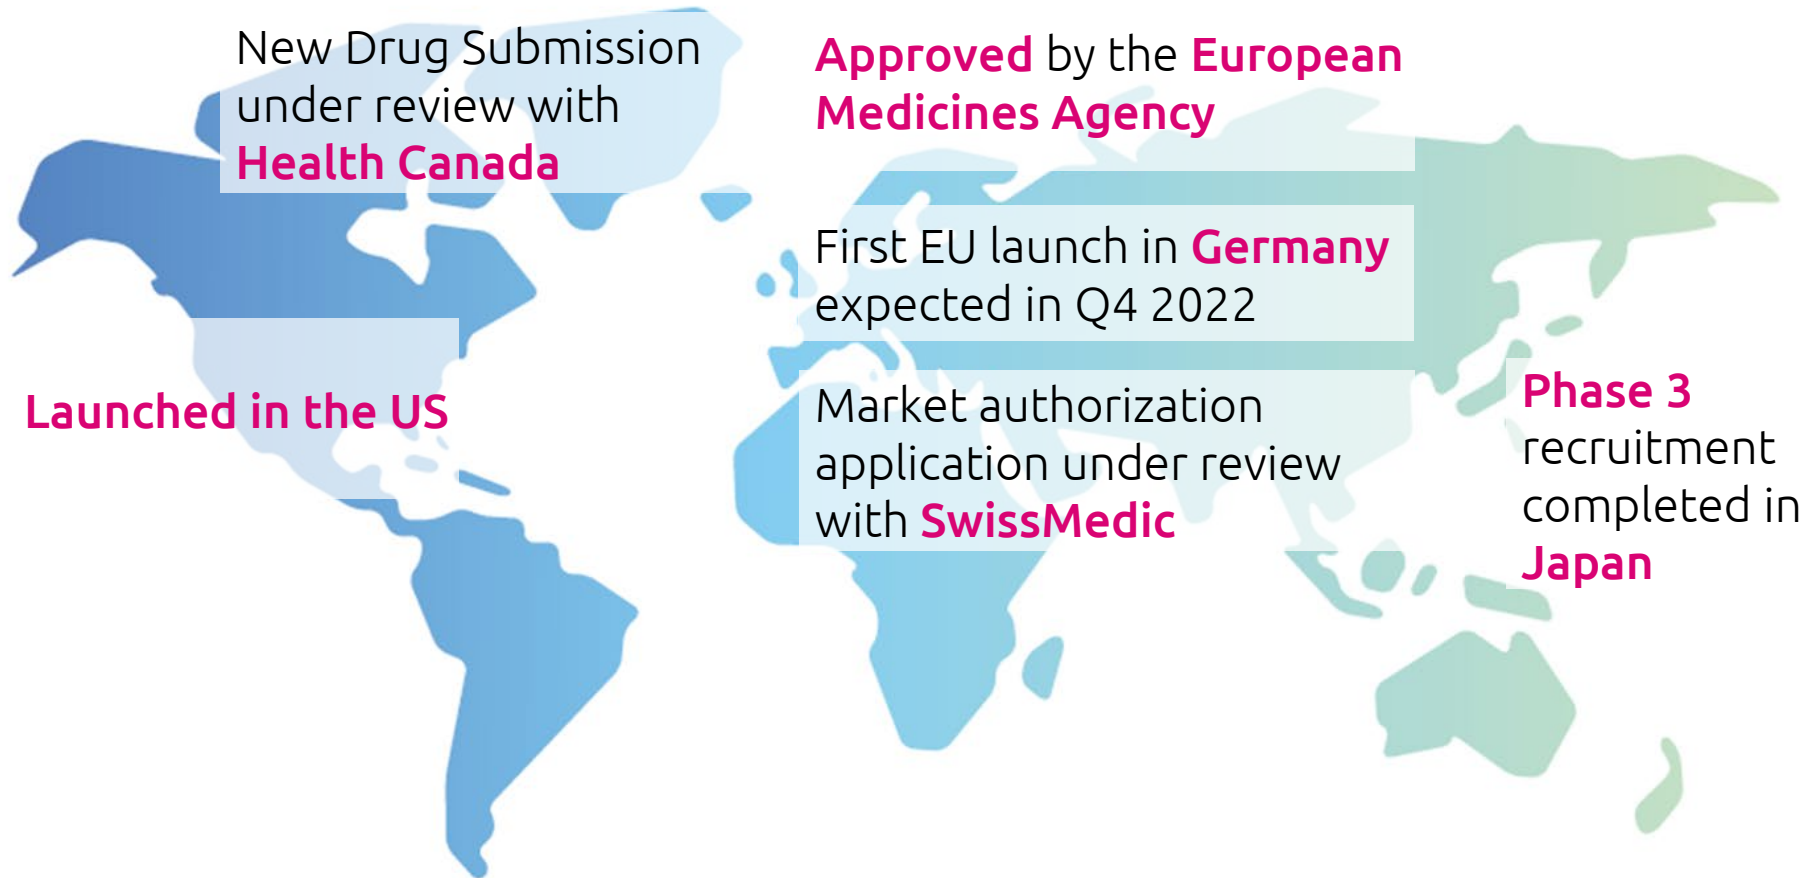 New Drug Submission
under review with
Health Canada
Launched in the US
Approved by the European
Medicines Agency
First EU launch in Germany
expected in Q4 2022
Market authorization
application under review
with SwissMedic
Phase 3
recruitment
completed in
Japan